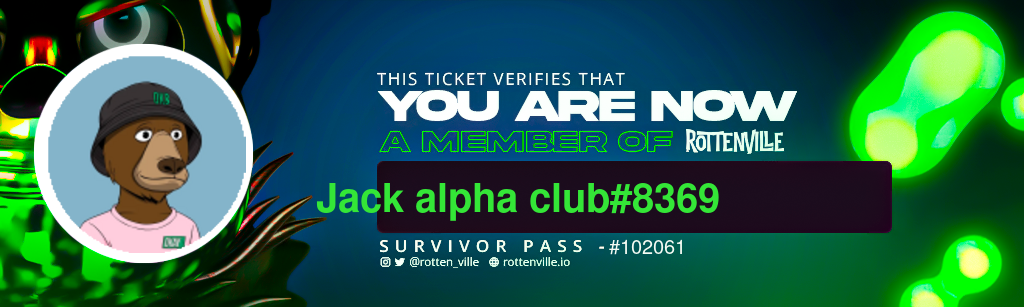 THIS TICKET VERIFIES THAT
YOU ARE NOW
A MEMBER OF ROTTENVILLE
Jack alpha club#8369
SURVIVOR PASS - #102061
@rotten_ville rottenville.io